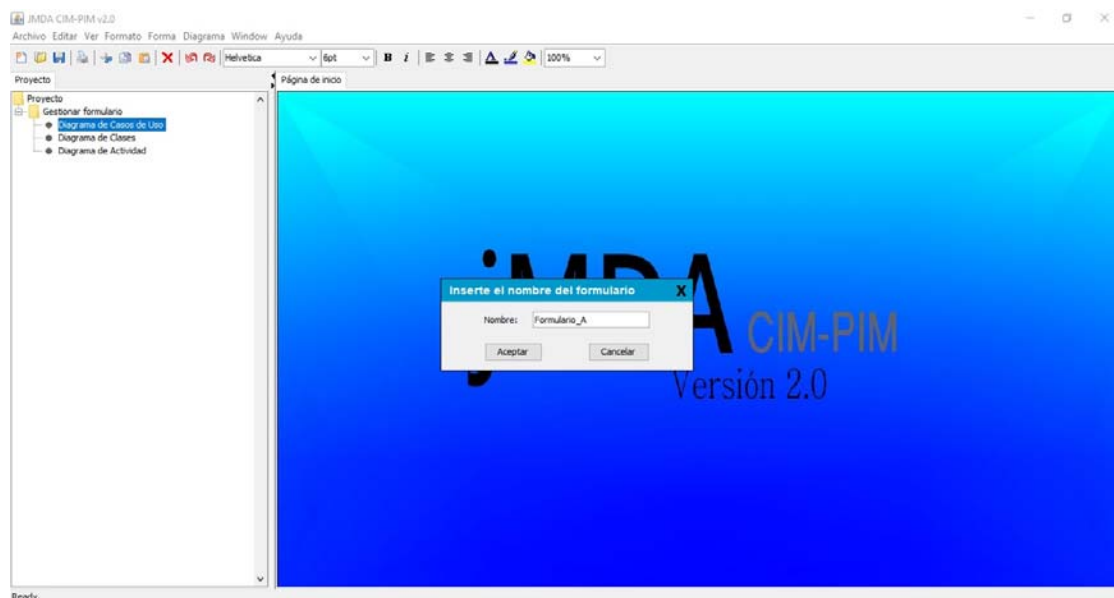 JMDA CIM-PIM v2.0
Archivo Editar Ver Formato Forma Diagrama Window Ayuda
Helvetica 6pt B i A 100%
Proyecto
Página de inicio
Proyecto
Gestionar formulario
Diagrama de Casos de Uso
Diagrama de Clases
Diagrama de Actividad
jMDA CIM-PIM
Versión 2.0
Inserte el nombre del formulario X
Nombre: Formulario_A
Aceptar Cancelar
Ready